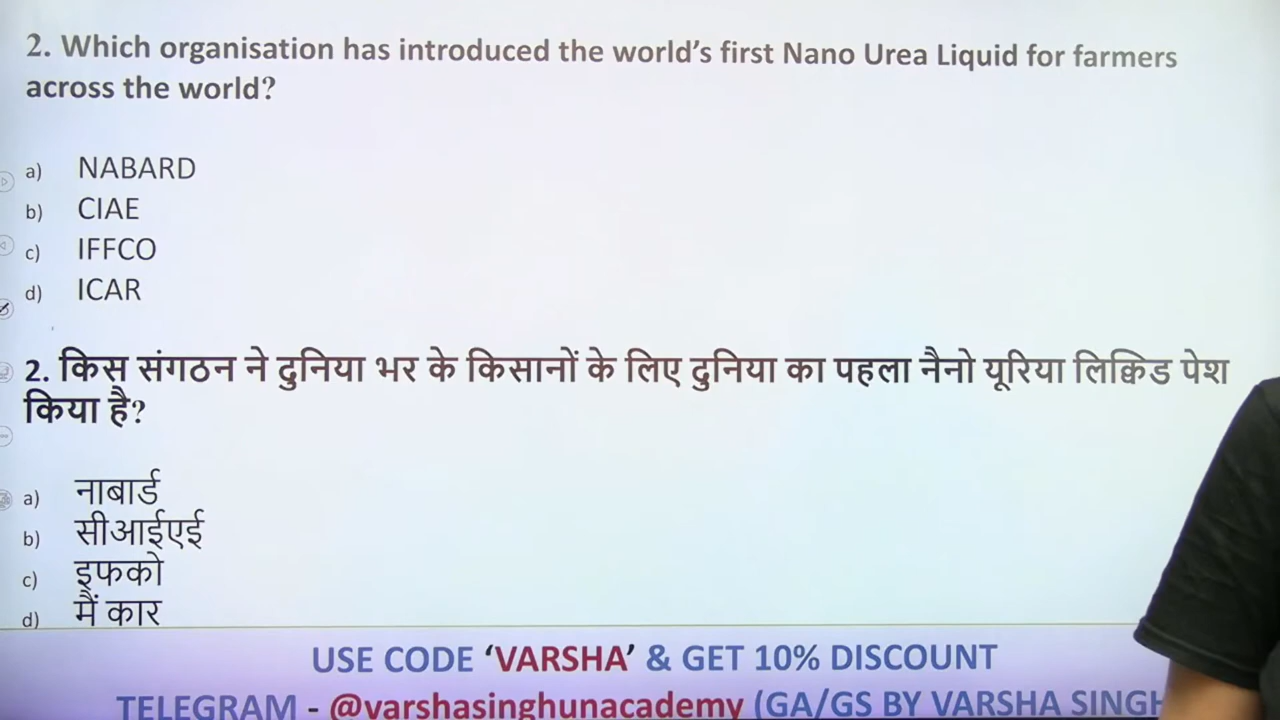 2. Which organisation has introduced the world's first Nano Urea Liquid for farmers
across the world?
a) NABARD
b) CIAE
c) IFFCO
d) ICAR
2. किस संगठन ने दुनिया भर के किसानों के लिए दुनिया का पहला नैनो यूरिया लिक्विड पेश
किया है?
a) नाबार्ड
b) सीआईएई
c) इफको
d) मैं कार
USE CODE ‘VARSHA’ & GET 10% DISCOUNT
TELEGRAM - @varshasinghunacademy (GA/GS BY VARSHA SINGH